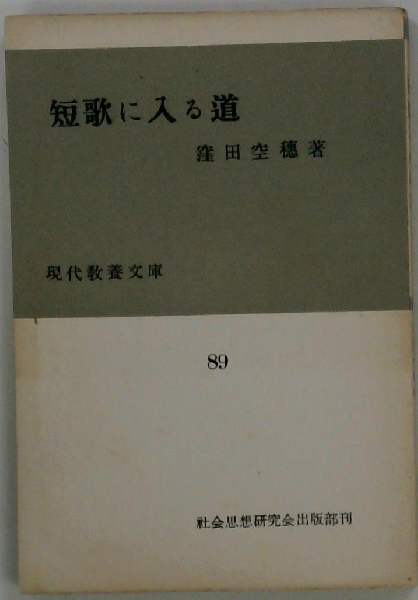 短歌に入る道
窪田空穗著
現代教養文庫
89
社会思想研究会出版部刊